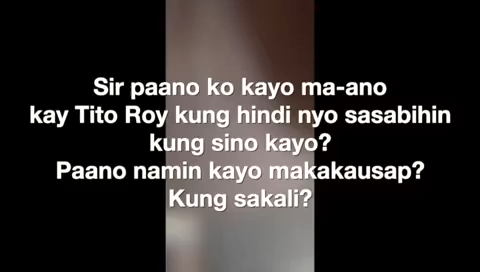 Sir paano ko kayo ma-ano
kay Tito Roy kung hindi nyo sasabihin
kung sino kayo?
Paano namin kayo makakausap?
Kung sakali?